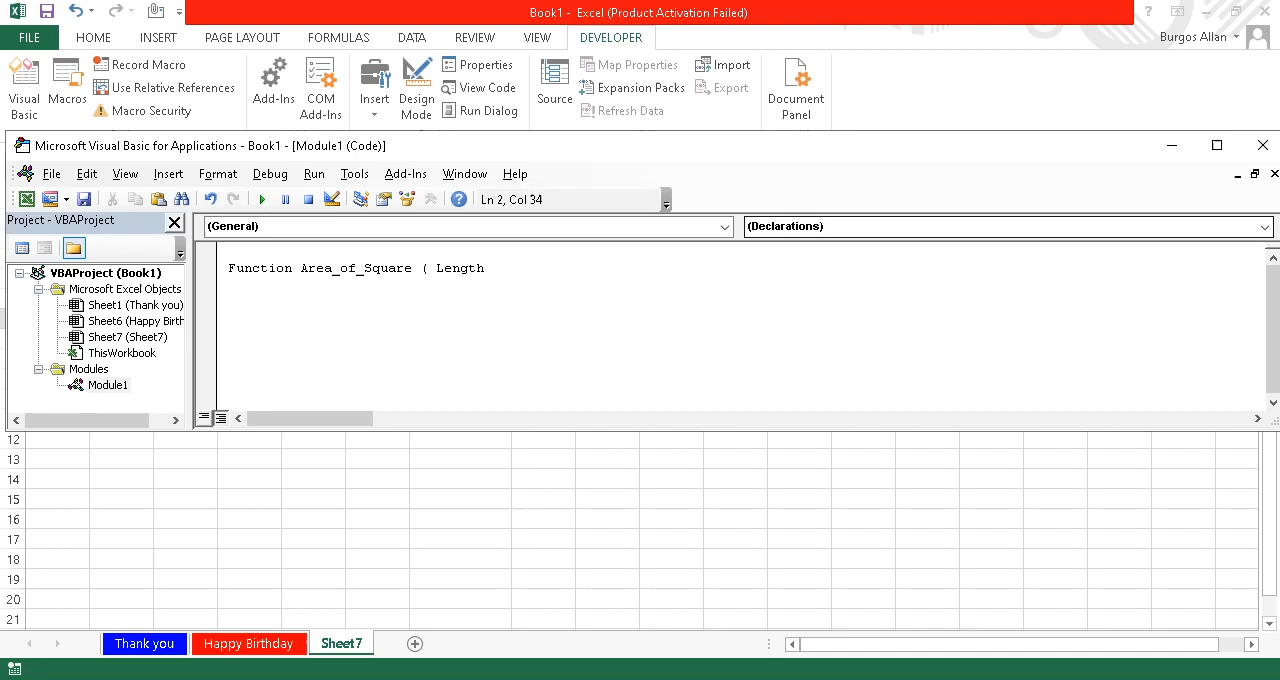 Book1 - Excel (Product Activation Failed)
FILE HOME INSERT PAGE LAYOUT FORMULAS DATA REVIEW VIEW DEVELOPER Burgos Allan
Visual Basic
Macros
Record Macro
Use Relative References
Macro Security
Add-Ins
COM Add-Ins
Insert
Design Mode
Properties
View Code
Run Dialog
Source
Map Properties
Expansion Packs
Refresh Data
Import
Export
Document Panel
Microsoft Visual Basic for Applications - Book1 - [Module1 (Code)]
File Edit View Insert Format Debug Run Tools Add-Ins Window Help
Ln 2, Col 34
Project - VBAProject
(General) (Declarations)
VBAProject (Book1)
Microsoft Excel Objects
Sheet1 (Thank you)
Sheet6 (Happy Birth
Sheet7 (Sheet7)
ThisWorkbook
Modules
Module1
Function Area_of_Square ( Length
12
13
14
15
16
17
18
19
20
21
Thank you Happy Birthday Sheet7